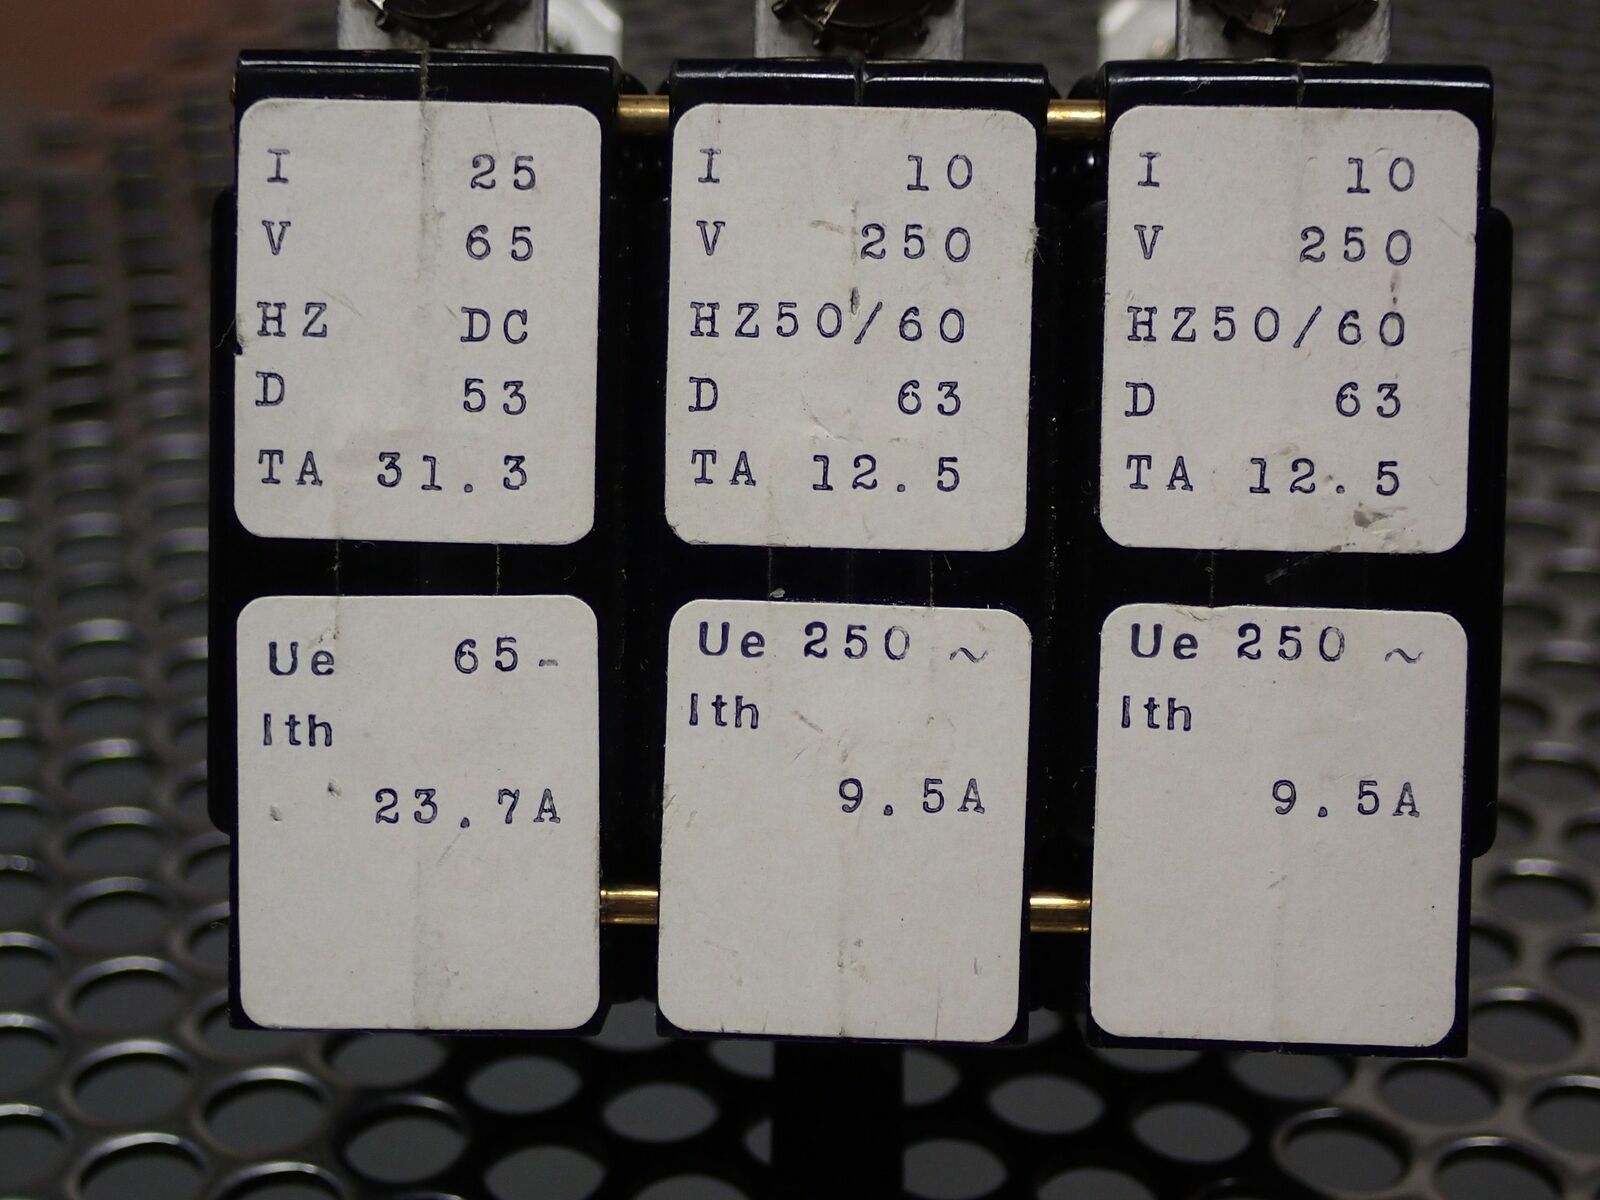 I 25
V 65
HZ DC
D 53
TA 31.3
Ue 65-
Ith
23.7A
I 10
V 250
HZ50/60
D 63
TA 12.5
Ue 250 ~
Ith
9.5A
I 10
V 250
HZ50/60
D 63
TA 12.5
Ue 250 ~
Ith
9.5A